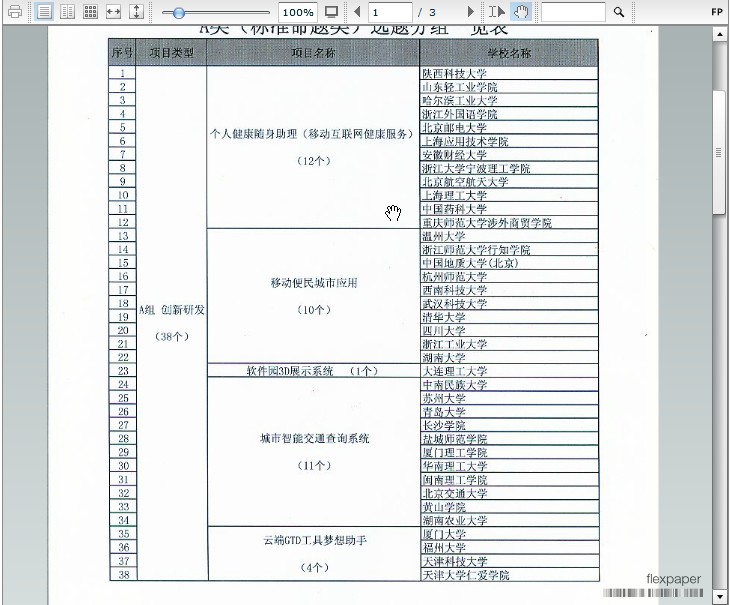 100%
1 / 3
FP
A类（标准命题类）选题分组一览表
序号 项目类型 项目名称 学校名称
A组 创新研发
(38个)
个人健康随身助理（移动互联网健康服务）
（12个）
1 陕西科技大学
2 山东轻工业学院
3 哈尔滨工业大学
4 浙江外国语学院
5 北京邮电大学
6 上海应用技术学院
7 安徽财经大学
8 浙江大学宁波理工学院
9 北京航空航天大学
10 上海理工大学
11 中国药科大学
12 重庆师范大学涉外商贸学院
移动便民城市应用
（10个）
13 温州大学
14 浙江师范大学行知学院
15 中国地质大学(北京)
16 杭州师范大学
17 西南科技大学
18 武汉科技大学
19 清华大学
20 四川大学
21 浙江工业大学
22 湖南大学
软件园3D展示系统 （1个）
23 大连理工大学
城市智能交通查询系统
（11个）
24 中南民族大学
25 苏州大学
26 青岛大学
27 长沙学院
28 盐城师范学院
29 厦门理工学院
30 华南理工大学
31 闽南理工学院
32 北京交通大学
33 黄山学院
34 湖南农业大学
云端GTD工具梦想助手
（4个）
35 厦门大学
36 福州大学
37 天津科技大学
38 天津大学仁爱学院
flexpaper